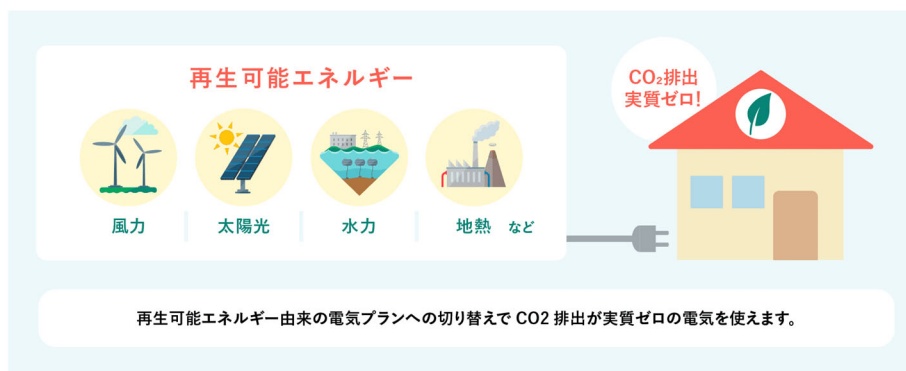 再生可能エネルギー
CO₂排出
実質ゼロ!
風力
太陽光
水力
地熱 など
再生可能エネルギー由来の電気プランへの切り替えでCO2排出が実質ゼロの電気を使えます。